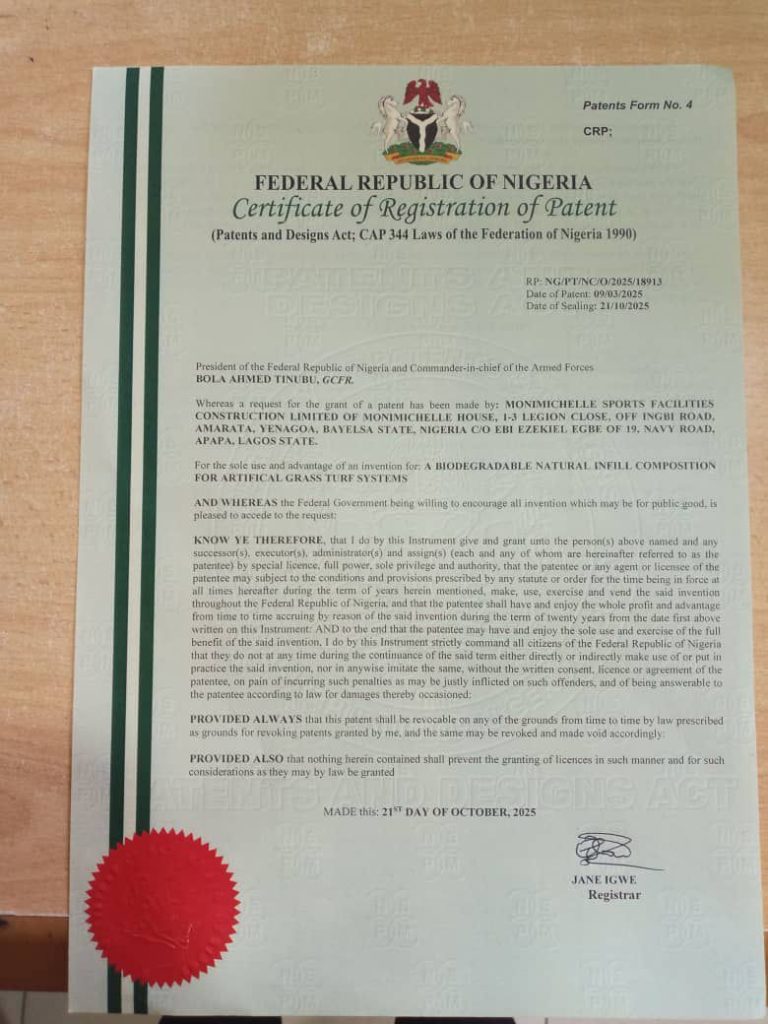 Patents Form No. 4
CRP;
FEDERAL REPUBLIC OF NIGERIA
Certificate of Registration of Patent
(Patents and Designs Act; CAP 344 Laws of the Federation of Nigeria 1990)
RP: NG/PT/NC/O/2025/18913
Date of Patent: 09/03/2025
Date of Sealing: 21/10/2025
President of the Federal Republic of Nigeria and Commander-in-chief of the Armed Forces
BOLA AHMED TINUBU, GCFR.
Whereas a request for the grant of a patent has been made by: MONIMICHELLE SPORTS FACILITIES
CONSTRUCTION LIMITED OF MONIMICHELLE HOUSE, 1-3 LEGION CLOSE, OFF INGBI ROAD,
AMARATA, YENAGOA, BAYELSA STATE, NIGERIA C/O EBI EZEKIEL EGBE OF 19, NAVY ROAD,
APAPA, LAGOS STATE.
For the sole use and advantage of an invention for: A BIODEGRADABLE NATURAL INFILL COMPOSITION
FOR ARTIFICAL GRASS TURF SYSTEMS
AND WHEREAS the Federal Government being willing to encourage all invention which may be for public good, is
pleased to accede to the request:
KNOW YE THEREFORE, that I do by this Instrument give and grant unto the person(s) above named and any
successor(s), executor(s), administrator(s) and assign(s) (each and any of whom are hereinafter referred to as the
patentee) by special licence, full power, sole privilege and authority, that the patentee or any agent or licensee of the
patentee may subject to the conditions and provisions prescribed by any statute or order for the time being in force at
all times hereafter during the term of years herein mentioned, make, use, exercise and vend the said invention
throughout the Federal Republic of Nigeria, and that the patentee shall have and enjoy the whole profit and advantage
from time to time accruing by reason of the said invention during the term of twenty years from the date first above
written on this Instrument: AND to the end that the patentee may have and enjoy the sole use and exercise of the full
benefit of the said invention, I do by this Instrument strictly command all citizens of the Federal Republic of Nigeria
that they do not at any time during the continuance of the said term either directly or indirectly make use of or put in
practice the said invention, nor in anywise imitate the same, without the written consent, licence or agreement of the
patentee, on pain of incurring such penalties as may be justly inflicted on such offenders, and of being answerable to
the patentee according to law for damages thereby occasioned:
PROVIDED ALWAYS that this patent shall be revocable on any of the grounds from time to time by law prescribed
as grounds for revoking patents granted by me, and the same may be revoked and made void accordingly:
PROVIDED ALSO that nothing herein contained shall prevent the granting of licences in such manner and for such
considerations as they may by law be granted
PATENTS AND DESIGNS ACT
MADE this: 21ST DAY OF OCTOBER, 2025
JANE IGWE
Registrar